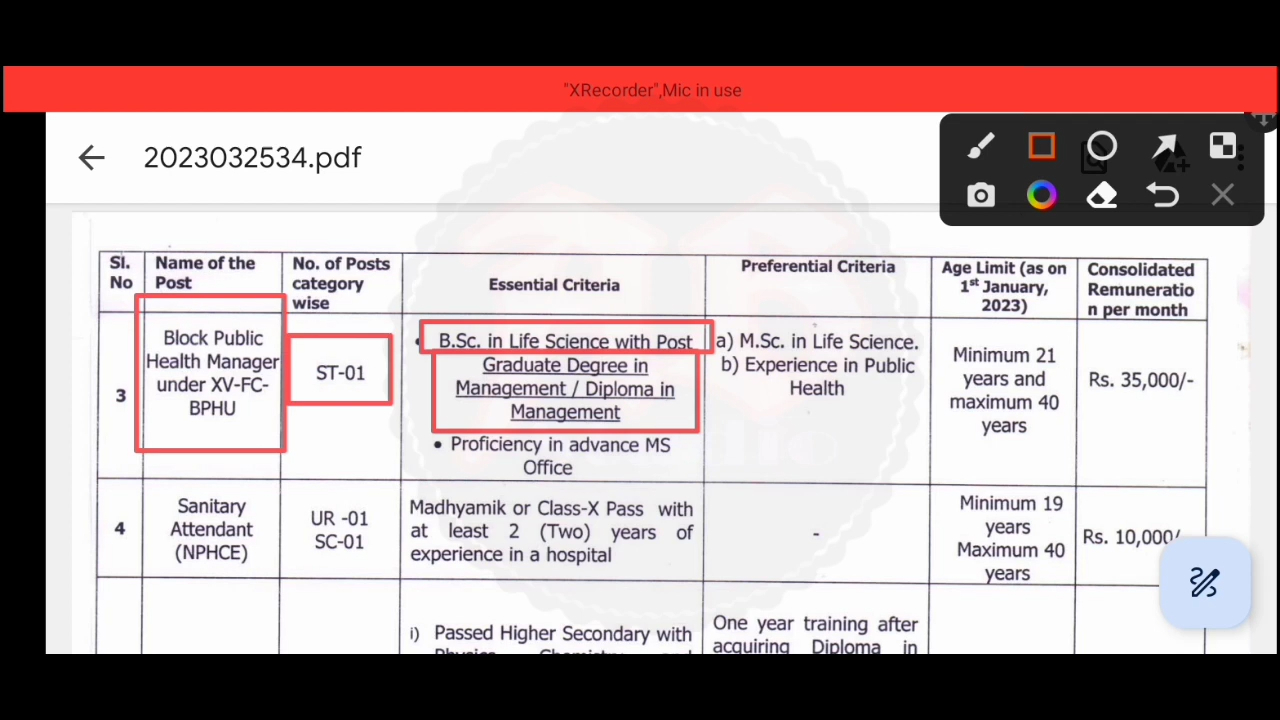 "XRecorder",Mic in use
2023032534.pdf
Sl. No
Name of the Post
No. of Posts category wise
Essential Criteria
Preferential Criteria
Age Limit (as on 1st January, 2023)
Consolidated Remuneratio n per month
3
Block Public
Health Manager
under XV-FC-
BPHU
ST-01
• B.Sc. in Life Science with Post
Graduate Degree in
Management / Diploma in
Management
• Proficiency in advance MS
Office
a) M.Sc. in Life Science.
b) Experience in Public
Health
Minimum 21
years and
maximum 40
years
Rs. 35,000/-
4
Sanitary
Attendant
(NPHCE)
UR -01
SC-01
Madhyamik or Class-X Pass with
at least 2 (Two) years of
experience in a hospital
-
Minimum 19
years
Maximum 40
years
Rs. 10,000/
i) Passed Higher Secondary with
One year training after
acquiring Diploma in